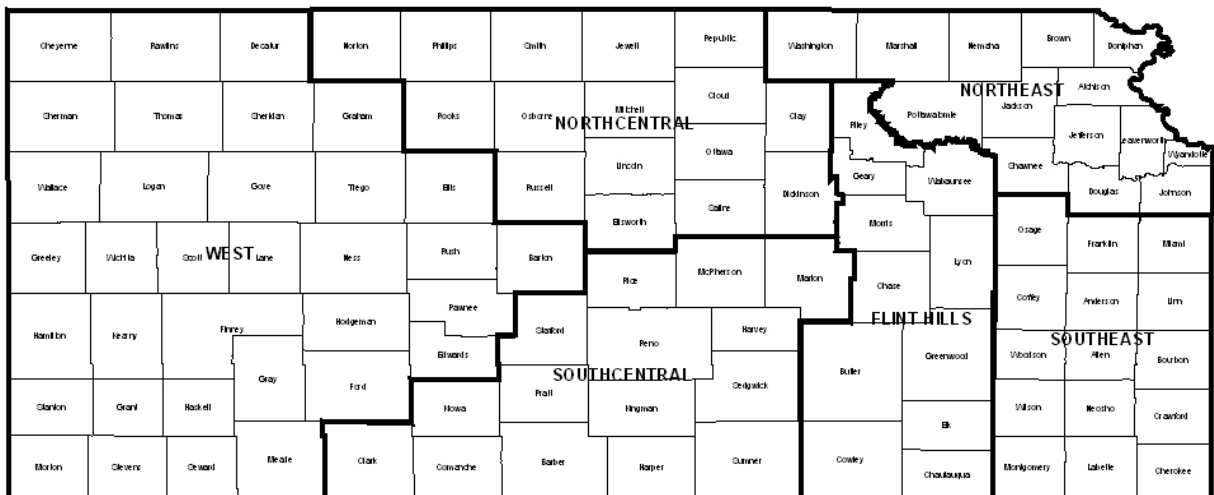 Cheyenne Rawlins Decatur Norton Phillips Smith Jewell Republic Washington Marshall Nemaha Brown Doniphan
Sherman Thomas Sheridan Graham Rooks Osborne Mitchell Cloud Clay Riley Pottawatomie Jackson Atchison
NORTHCENTRAL NORTHEAST
Jefferson Leavenworth Wyandotte
Lincoln Ottawa Geary Wabaunsee Shawnee
Wallace Logan Gove Trego Ellis Russell Dickinson Douglas Johnson
Ellsworth Saline Morris Osage Franklin Miami
Greeley Wichita Scott Lane Ness Rush Barton Lyon
WEST
Rice McPherson Marion Chase
Pawnee Coffey Anderson Linn
Hamilton Kearny Finney Hodgeman Stafford Reno Harvey
FLINT HILLS
SOUTHEAST
Edwards Greenwood Woodson Allen Bourbon
SOUTHCENTRAL
Gray Ford Pratt Sedgwick Butler
Stanton Grant Haskell Kiowa Kingman Wilson Neosho Crawford
Elk
Morton Stevens Seward Meade Clark Comanche Barber Harper Sumner Cowley Chautauqua Montgomery Labette Cherokee